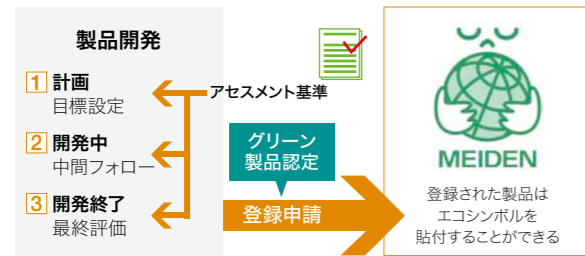 製品開発
1 計画
目標設定
2 開発中
中間フォロー
3 開発終了
最終評価
アセスメント基準
グリーン
製品認定
登録申請
MEIDEN
登録された製品は
エコシンボルを
貼付することができる